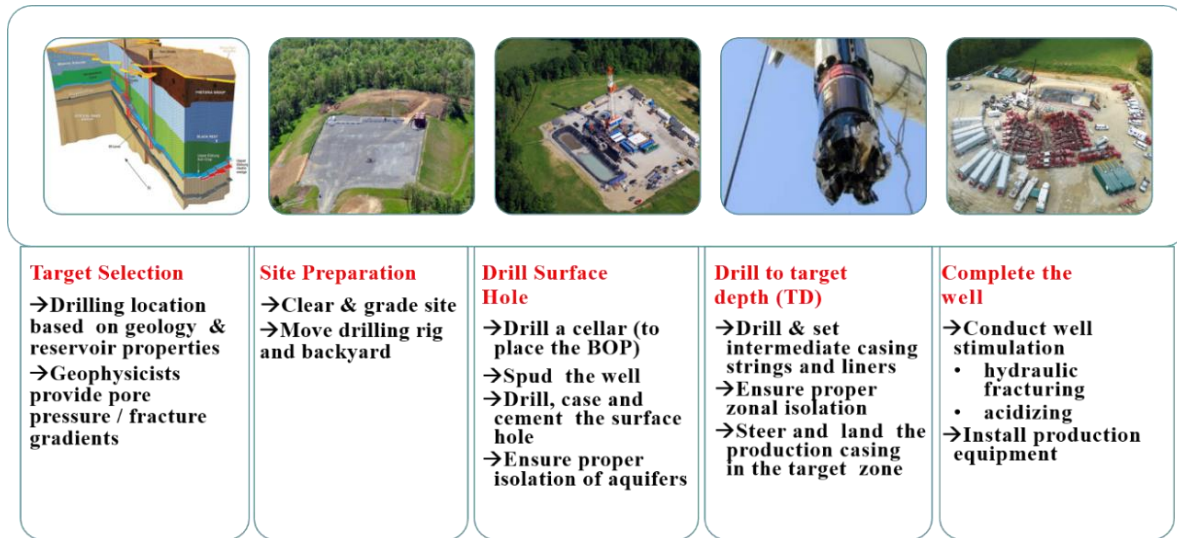 Target Selection
→Drilling location
based on geology &
reservoir properties
→Geophysicists
provide pore
pressure / fracture
gradients
Site Preparation
→Clear & grade site
→Move drilling rig
and backyard
Drill Surface
Hole
→Drill a cellar (to
place the BOP)
→Spud the well
→Drill, case and
cement the surface
hole
→Ensure proper
isolation of aquifers
Drill to target
depth (TD)
→Drill & set
intermediate casing
strings and liners
→Ensure proper
zonal isolation
→Steer and land the
production casing
in the target zone
Complete the
well
→Conduct well
stimulation
• hydraulic
fracturing
• acidizing
→Install production
equipment